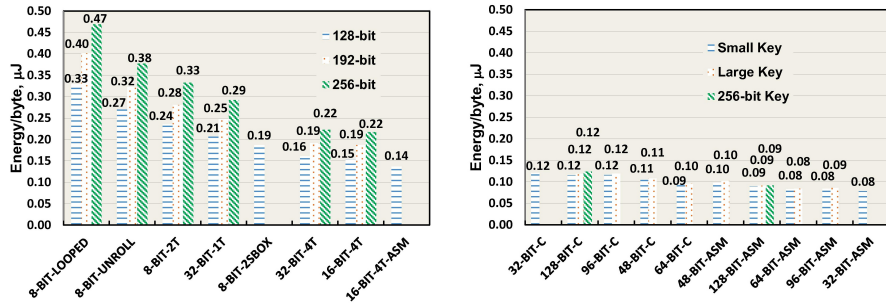 Energy/byte, µJ
0.50
0.45
0.40
0.35
0.30
0.25
0.20
0.15
0.10
0.05
0.00
0.33
0.40
0.47
0.27
0.32
0.38
0.24
0.28
0.33
0.21
0.25
0.29
0.19
0.16
0.19
0.22
0.15
0.19
0.22
0.14
128-bit
192-bit
256-bit
8-BIT-LOOPED
8-BIT-UNROLL
8-BIT-2T
32-BIT-1T
8-BIT-2SBOX
32-BIT-4T
16-BIT-4T
16-BIT-4T-ASM
Energy/byte, µJ
0.50
0.45
0.40
0.35
0.30
0.25
0.20
0.15
0.10
0.05
0.00
Small Key
Large Key
256-bit Key
0.12
0.12
0.12
0.12
0.12
0.12
0.11
0.11
0.09
0.10
0.10
0.10
0.09
0.09
0.09
0.08
0.08
0.08
0.09
0.08
32-BIT-C
128-BIT-C
96-BIT-C
48-BIT-C
64-BIT-C
48-BIT-ASM
128-BIT-ASM
64-BIT-ASM
96-BIT-ASM
32-BIT-ASM